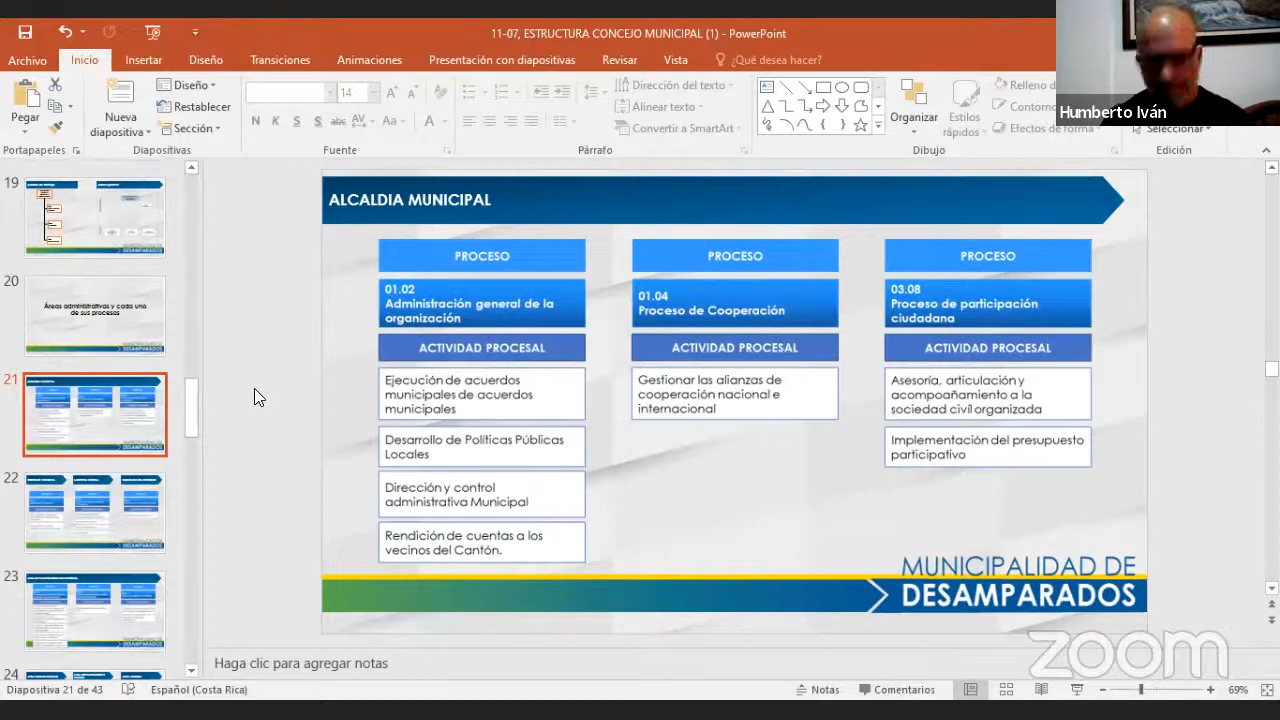 11-07, ESTRUCTURA CONCEJO MUNICIPAL (1) - PowerPoint
Archivo
Inicio
Insertar
Diseño
Transiciones
Animaciones
Presentación con diapositivas
Revisar
Vista
¿Qué desea hacer?
Humberto Iván
Pegar
Nueva
diapositiva
Diseño
Restablecer
Sección
14
Dirección del texto
Alinear texto
Convertir a SmartArt
Organizar
Estilos
rápidos
Relleno de
Contorno
Efectos de forma
Seleccionar
Portapapeles
Diapositivas
Fuente
Párrafo
Dibujo
Edición
19
20
Áreas administrativas y cada uno
de sus procesos
21
22
23
24
DESAMPARADOS
ALCALDIA MUNICIPAL
PROCESO
01.02
Administración general de la
organización
ACTIVIDAD PROCESAL
Ejecución de acuerdos
municipales de acuerdos
municipales
Desarrollo de Políticas Públicas
Locales
Dirección y control
administrativa Municipal
Rendición de cuentas a los
vecinos del Cantón.
PROCESO
01.04
Proceso de Cooperación
ACTIVIDAD PROCESAL
Gestionar las alianzas de
cooperación nacional e
internacional
PROCESO
03.08
Proceso de participación
ciudadana
ACTIVIDAD PROCESAL
Asesoría, articulación y
acompañamiento a la
sociedad civil organizada
Implementación del presupuesto
participativo
MUNICIPALIDAD DE
DESAMPARADOS
zoom
Haga clic para agregar notas
Diapositiva 21 de 43
Español (Costa Rica)
Notas
Comentarios
69%